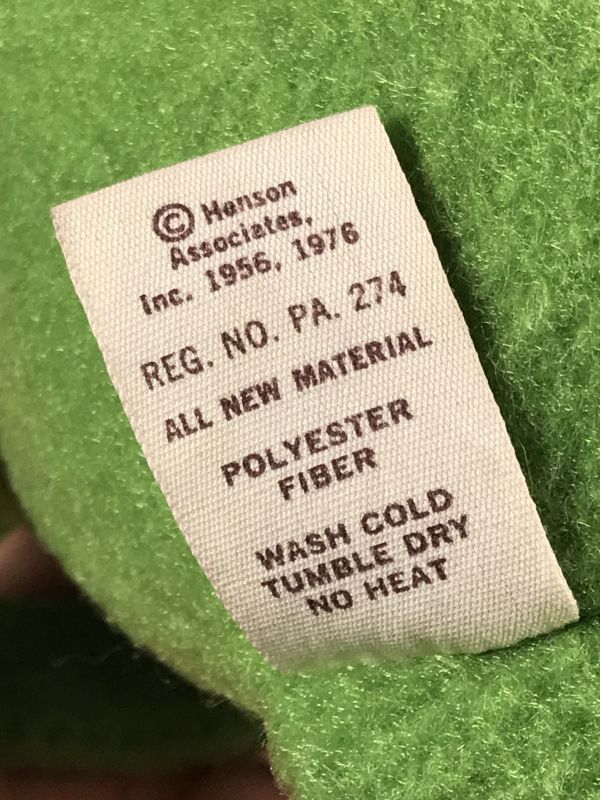 © Henson
Associates,
Inc. 1956, 1976
REG. NO. PA. 274
ALL NEW MATERIAL
POLYESTER
FIBER
WASH COLD
TUMBLE DRY
NO HEAT